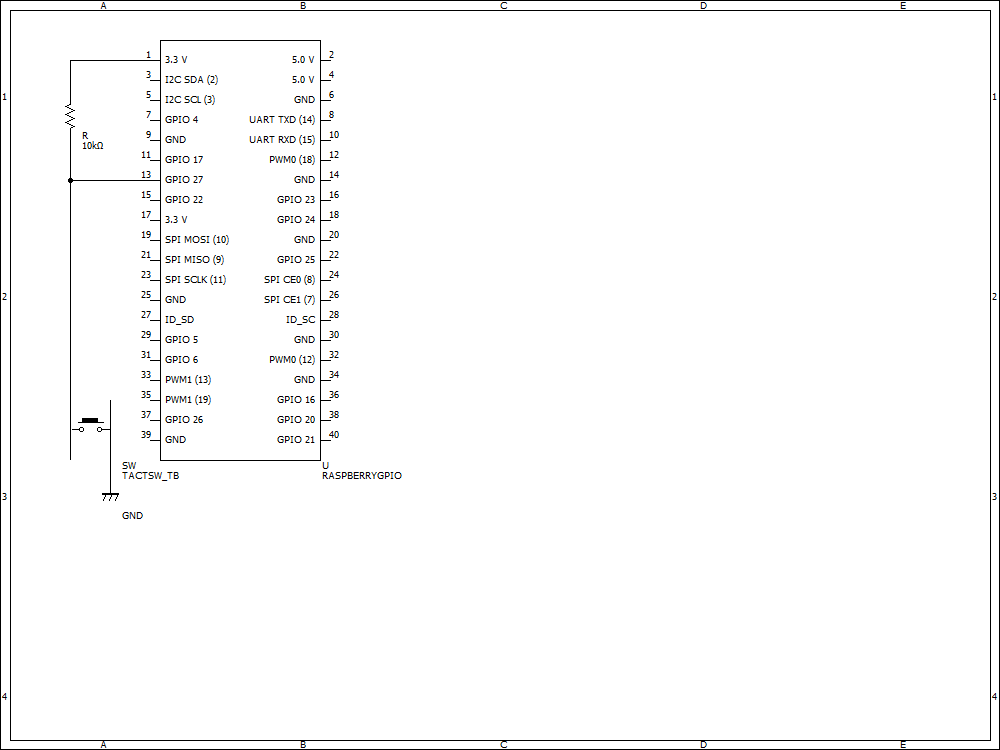 A B C D E
1 3.3 V 5.0 V 2
3 I2C SDA (2) 5.0 V 4
1 5 I2C SCL (3) GND 6 1
7 GPIO 4 UART TXD (14) 8
R 9 GND UART RXD (15) 10
10kΩ
11 GPIO 17 PWM0 (18) 12
13 GPIO 27 GND 14
15 GPIO 22 GPIO 23 16
17 3.3 V GPIO 24 18
19 SPI MOSI (10) GND 20
21 SPI MISO (9) GPIO 25 22
23 SPI SCLK (11) SPI CE0 (8) 24
2 25 GND SPI CE1 (7) 26 2
27 ID_SD ID_SC 28
29 GPIO 5 GND 30
31 GPIO 6 PWM0 (12) 32
33 PWM1 (13) GND 34
35 PWM1 (19) GPIO 16 36
37 GPIO 26 GPIO 20 38
39 GND GPIO 21 40
SW U
TACTSW_TB RASPBERRYGPIO
3 3
GND
4 4
A B C D E